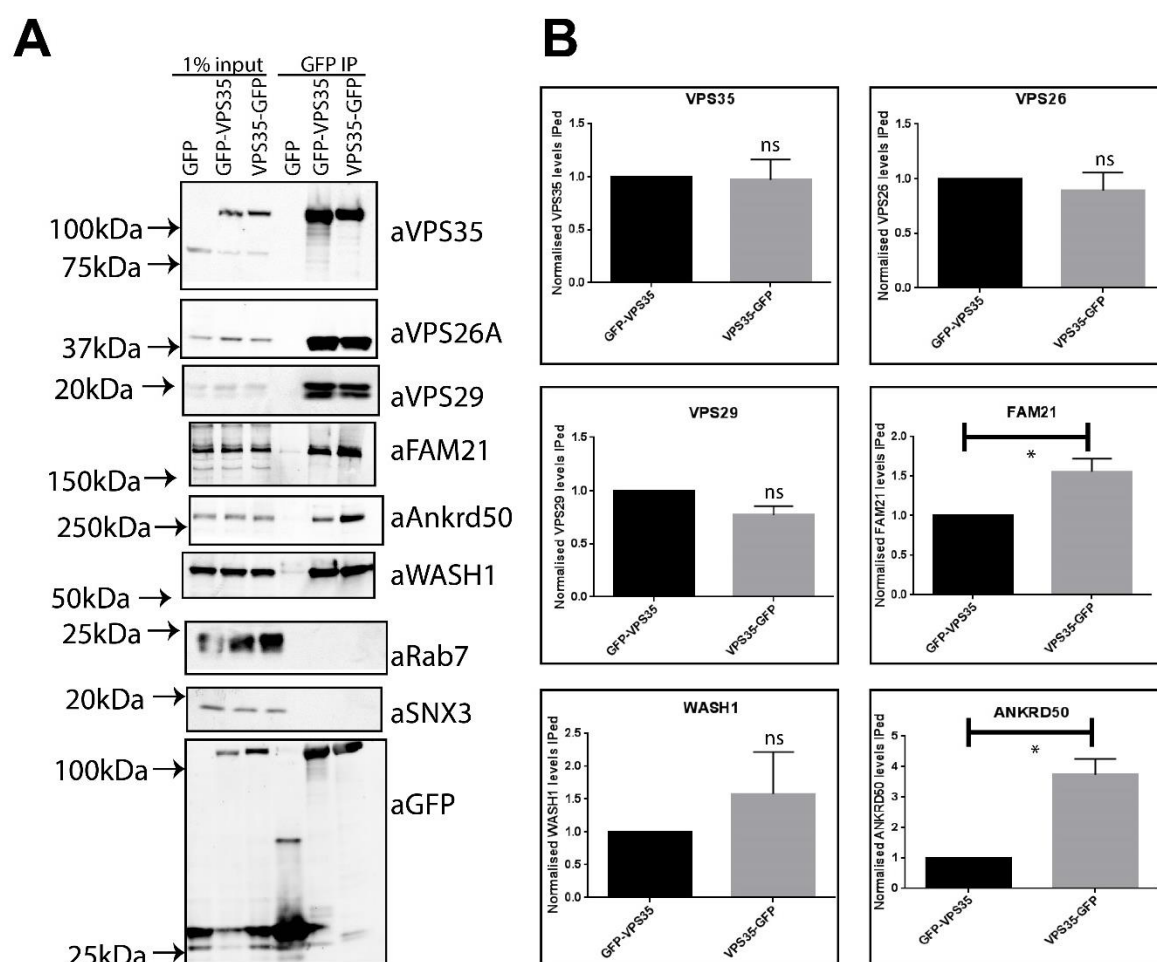 A
1% input GFP IP
GFP
GFP-VPS35
VPS35-GFP
GFP
GFP-VPS35
VPS35-GFP
100kDa
75kDa
aVPS35
37kDa
aVPS26A
20kDa
aVPS29
150kDa
aFAM21
250kDa
aAnkrd50
50kDa
aWASH1
25kDa
aRab7
20kDa
aSNX3
100kDa
25kDa
aGFP
B
VPS35
Normalised VPS35 levels IPed
1.5
1.0
0.5
0.0
ns
GFP-VPS35
VPS35-GFP
VPS26
Normalised VPS26 levels IPed
1.5
1.0
0.5
0.0
ns
GFP-VPS35
VPS35-GFP
VPS29
Normalised VPS29 levels IPed
1.5
1.0
0.5
0.0
ns
GFP-VPS35
VPS35-GFP
FAM21
Normalised FAM21 levels IPed
2.0
1.5
1.0
0.5
0.0
*
GFP-VPS35
VPS35-GFP
WASH1
Normalised WASH1 levels IPed
2.5
2.0
1.5
1.0
0.5
0.0
ns
GFP-VPS35
VPS35-GFP
ANKRD50
Normalised ANKRD50 levels IPed
5
4
3
2
1
0
*
GFP-VPS35
VPS35-GFP